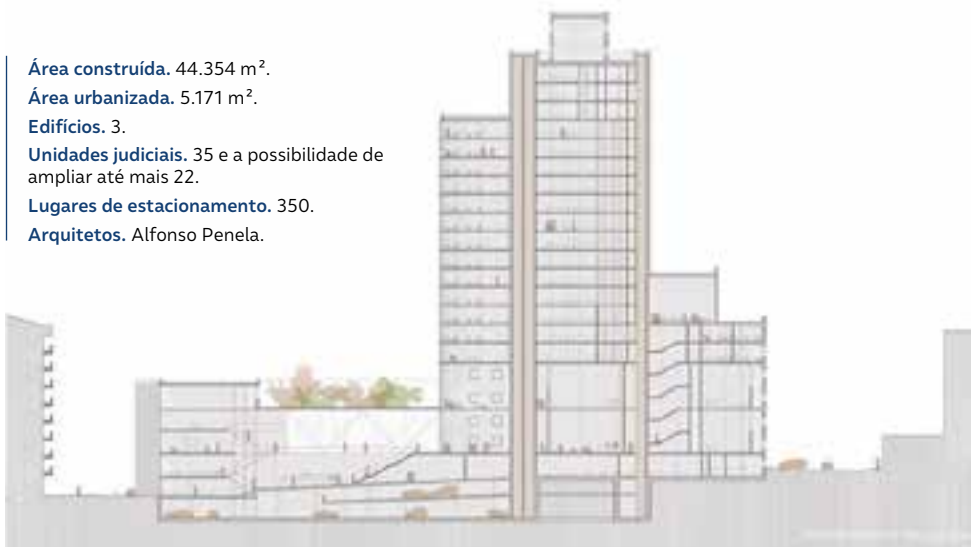 Área construída. 44.354 m².
Área urbanizada. 5.171 m².
Edifícios. 3.
Unidades judiciais. 35 e a possibilidade de
ampliar até mais 22.
Lugares de estacionamento. 350.
Arquitetos. Alfonso Penela.